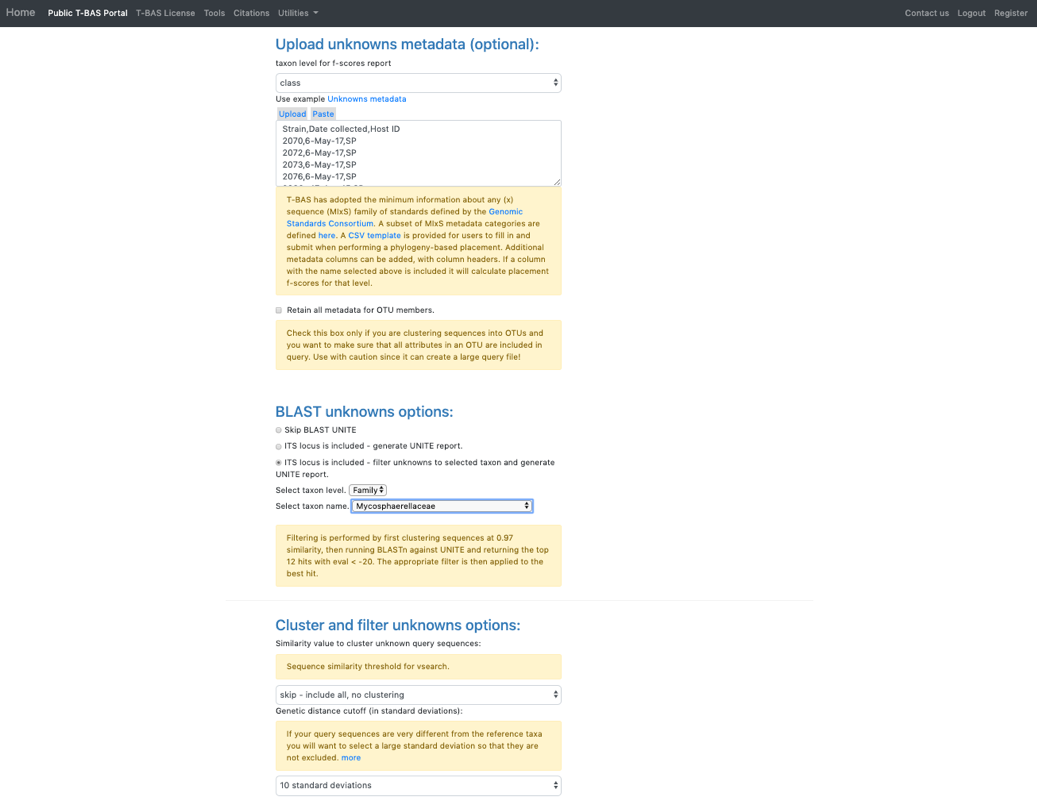 Home Public T-BAS Portal T-BAS License Tools Citations Utilities Contact us Logout Register
Upload unknowns metadata (optional):
taxon level for f-scores report
class
Use example Unknowns metadata
Upload Paste
Strain,Date collected,Host ID
2070,6-May-17,SP
2072,6-May-17,SP
2073,6-May-17,SP
2076,6-May-17,SP
T-BAS has adopted the minimum information about any (x)
sequence (MIxS) family of standards defined by the Genomic
Standards Consortium. A subset of MIxS metadata categories are
defined here. A CSV template is provided for users to fill in and
submit when performing a phylogeny-based placement. Additional
metadata columns can be added, with column headers. If a column
with the name selected above is included it will calculate placement
f-scores for that level.
Retain all metadata for OTU members.
Check this box only if you are clustering sequences into OTUs and
you want to make sure that all attributes in an OTU are included in
query. Use with caution since it can create a large query file!
BLAST unknowns options:
Skip BLAST UNITE
ITS locus is included - generate UNITE report.
ITS locus is included - filter unknowns to selected taxon and generate
UNITE report.
Select taxon level. Family
Select taxon name. Mycosphaerellaceae
Filtering is performed by first clustering sequences at 0.97
similarity, then running BLASTn against UNITE and returning the top
12 hits with eval < -20. The appropriate filter is then applied to the
best hit.
Cluster and filter unknowns options:
Similarity value to cluster unknown query sequences:
Sequence similarity threshold for vsearch.
skip - include all, no clustering
Genetic distance cutoff (in standard deviations):
If your query sequences are very different from the reference taxa
you will want to select a large standard deviation so that they are
not excluded. more
10 standard deviations